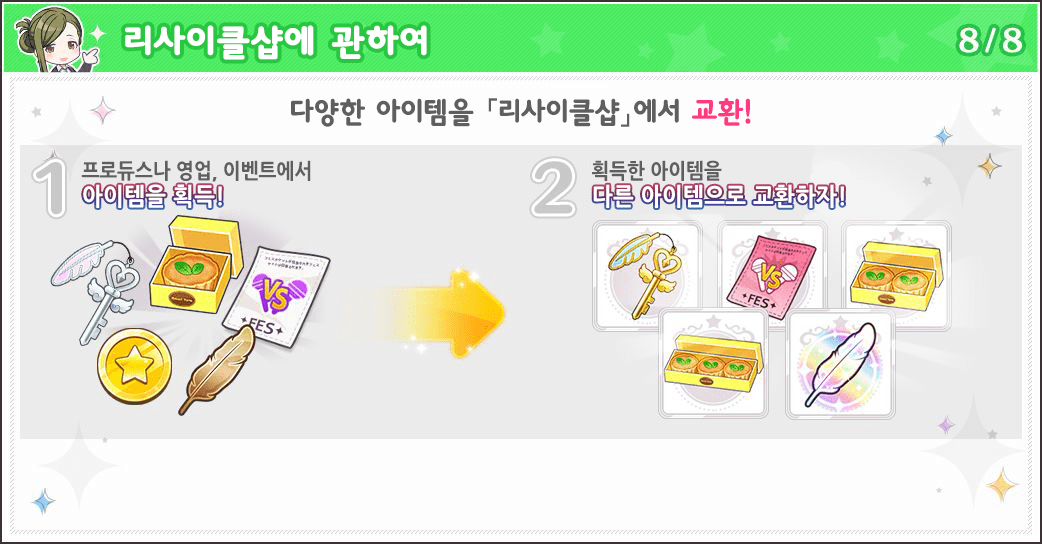 리사이클샵에 관하여
8/8
다양한 아이템을 「리사이클샵」에서 교환!
1
프로듀스나 영업, 이벤트에서
아이템을 획득!
VS
FES
2
획득한 아이템을
다른 아이템으로 교환하자!
VS
FES